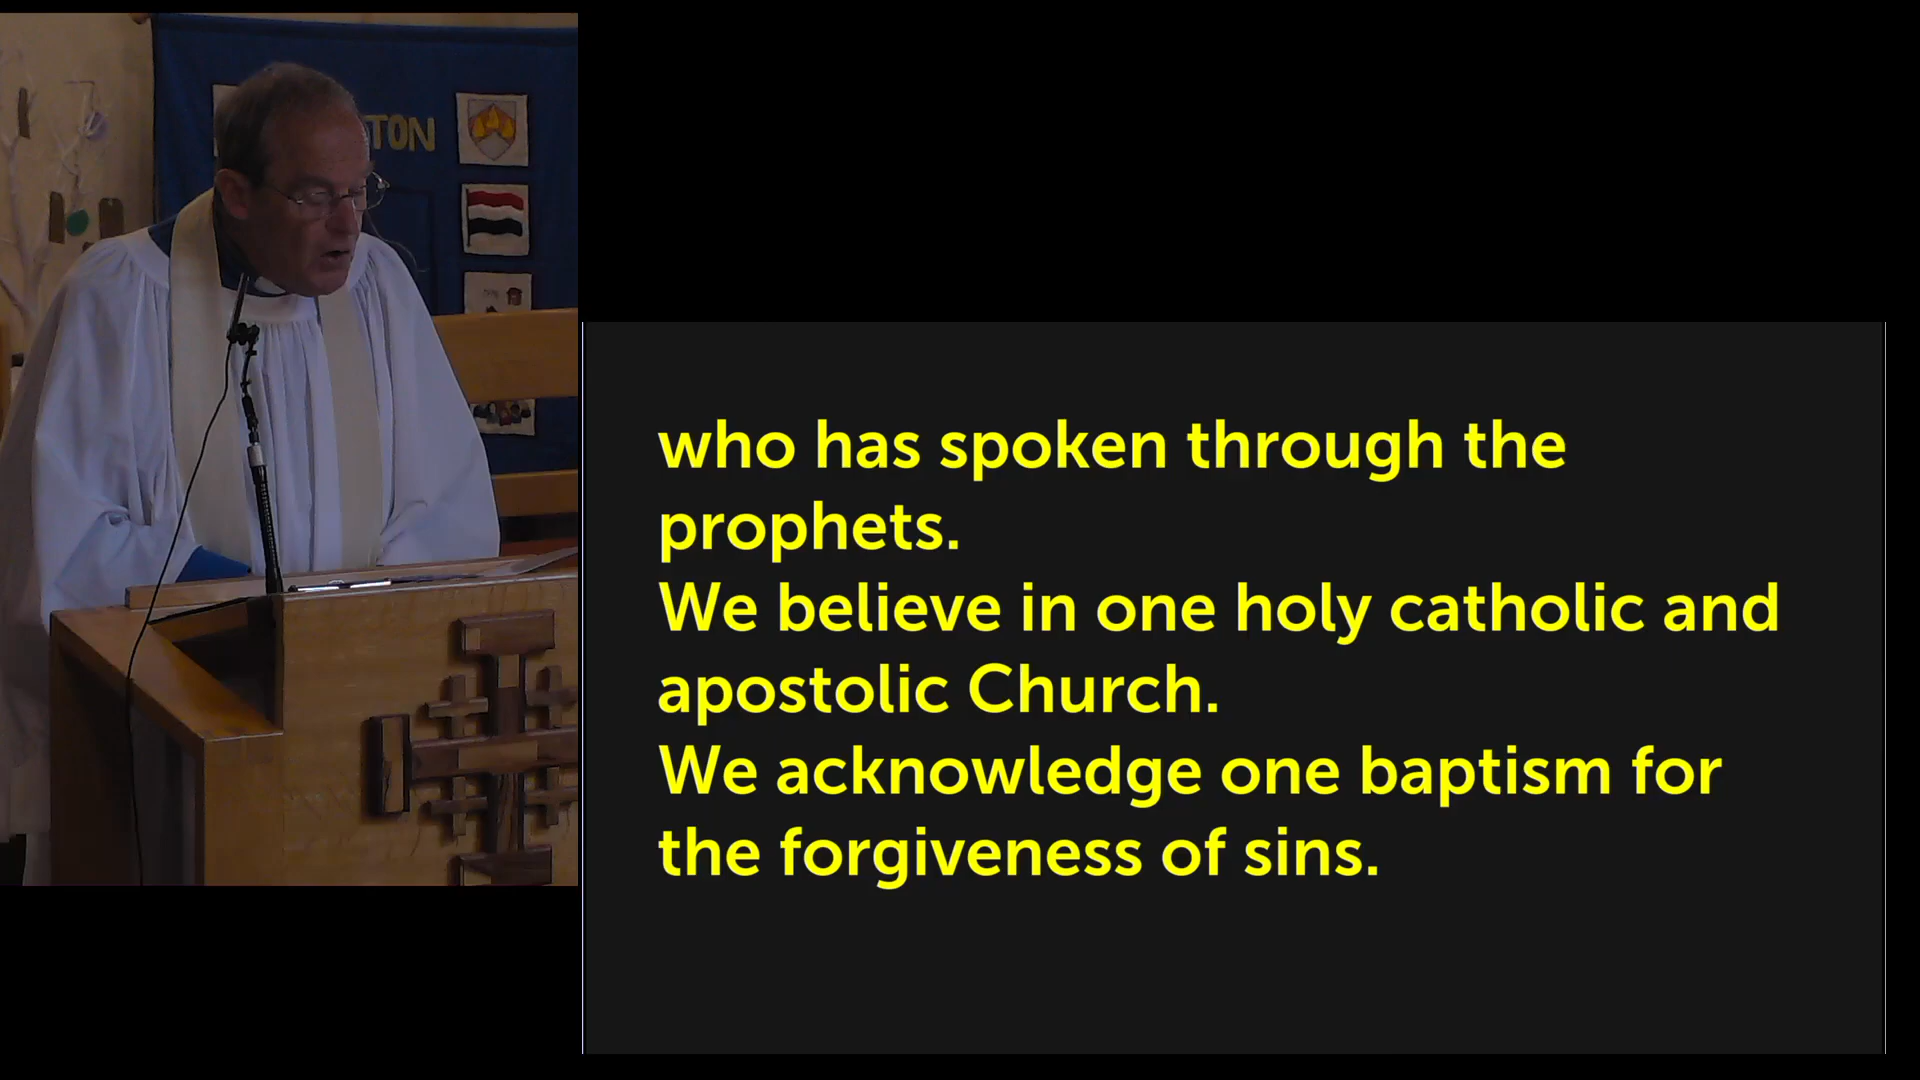 TON
who has spoken through the
prophets.
We believe in one holy catholic and
apostolic Church.
We acknowledge one baptism for
the forgiveness of sins.